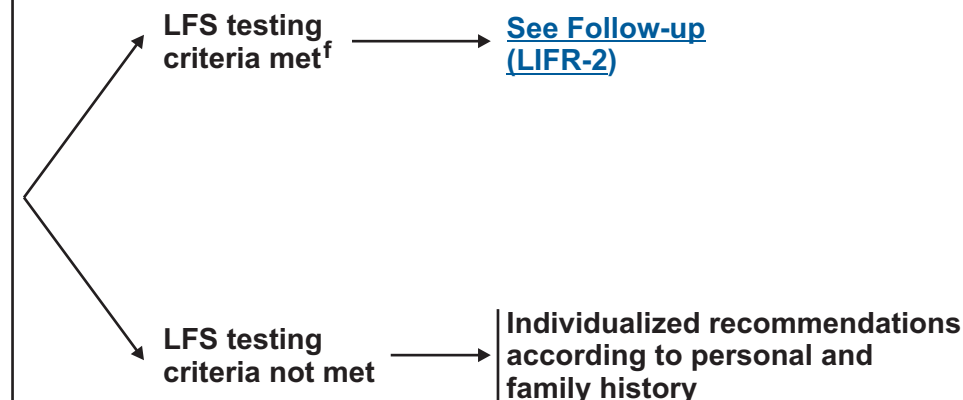 LFS testing
criteria metf
See Follow-up
(LIFR-2)
LFS testing
criteria not met
Individualized recommendations
according to personal and
family history